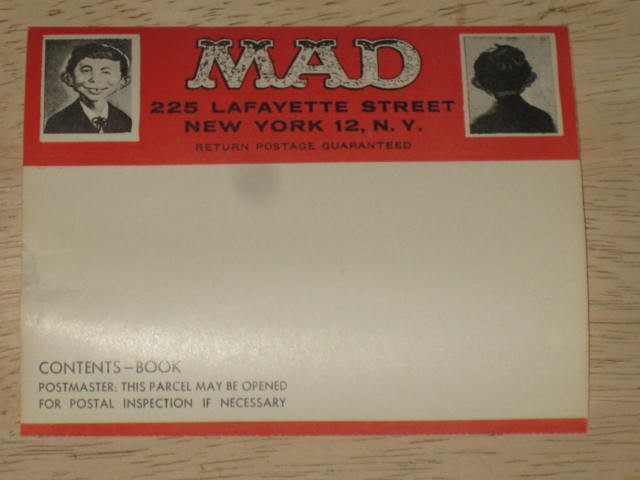 MAD
225 LAFAYETTE STREET
NEW YORK 12, N. Y.
RETURN POSTAGE GUARANTEED
CONTENTS—BOOK
POSTMASTER: THIS PARCEL MAY BE OPENED
FOR POSTAL INSPECTION IF NECESSARY